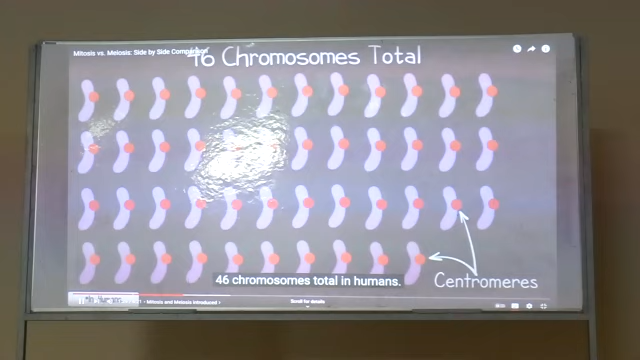 Mitosis vs. Meiosis: Side by Side Comparison
46 Chromosomes Total
46 chromosomes total in humans.
Centromeres
Mitosis and Meiosis Introduced
Scroll for details